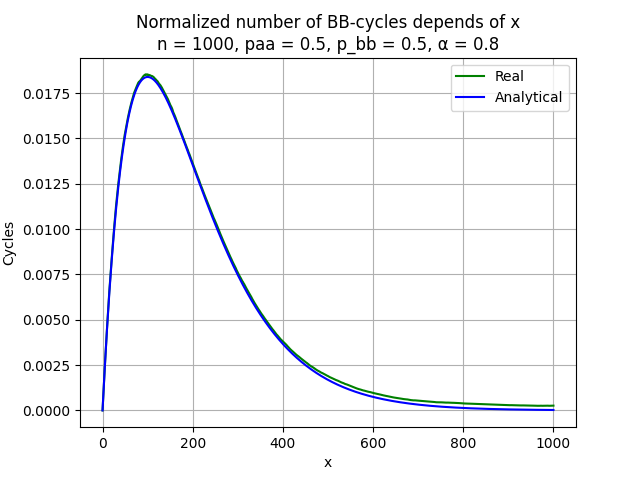 Normalized number of BB-cycles depends of x
n = 1000, paa = 0.5, p_bb = 0.5, α = 0.8
Real
Analytical
0.0175
0.0150
0.0125
0.0100
0.0075
0.0050
0.0025
0.0000
Cycles
0 200 400 600 800 1000
x